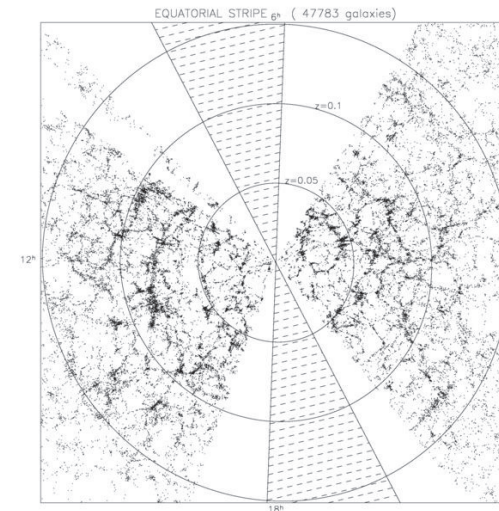 EQUATORIAL STRIPE 6h ( 47783 galaxies)
z=0.1
z=0.05
12h
18h